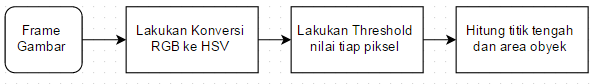 Frame
Gambar
Lakukan Konversi
RGB ke HSV
Lakukan Threshold
nilai tiap piksel
Hitung titik tengah
dan area obyek